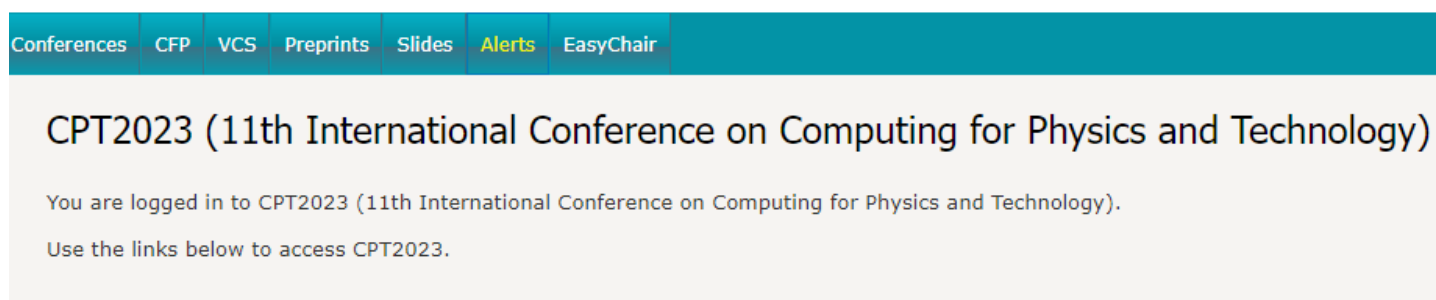 Conferences CFP VCS Preprints Slides Alerts EasyChair
CPT2023 (11th International Conference on Computing for Physics and Technology)
You are logged in to CPT2023 (11th International Conference on Computing for Physics and Technology).
Use the links below to access CPT2023.